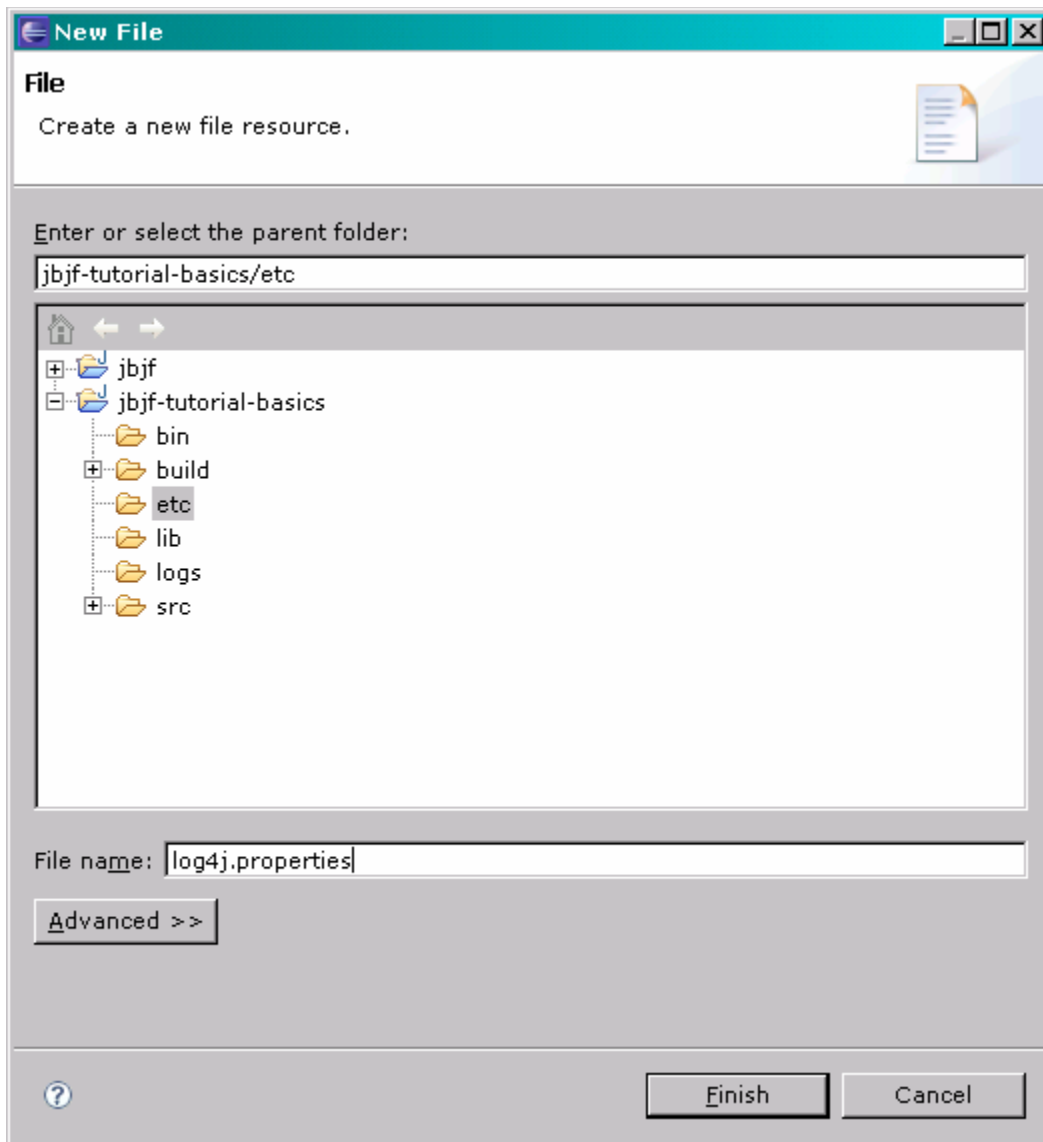 New File
File
Create a new file resource.
Enter or select the parent folder:
jbjf-tutorial-basics/etc
jbjf
jbjf-tutorial-basics
bin
build
etc
lib
logs
src
File name: log4j.properties
Advanced >>
Finish Cancel